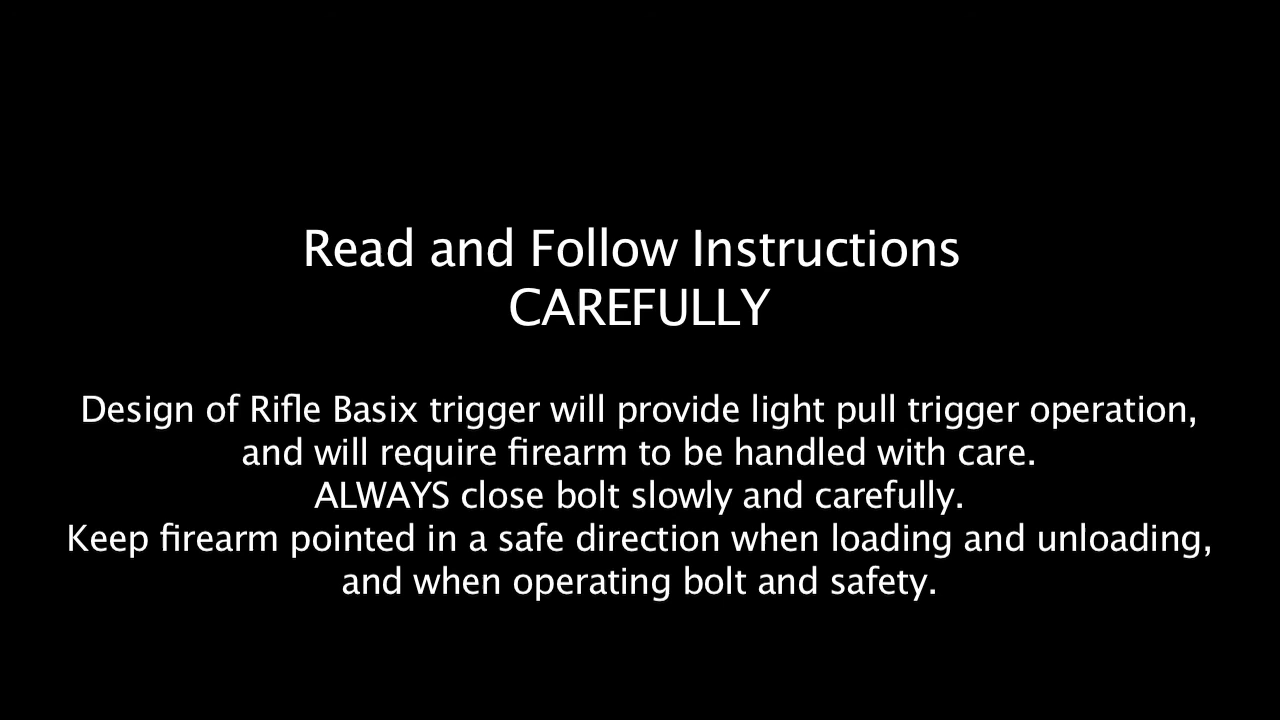 Read and Follow Instructions
CAREFULLY
Design of Rifle Basix trigger will provide light pull trigger operation,
and will require firearm to be handled with care.
ALWAYS close bolt slowly and carefully.
Keep firearm pointed in a safe direction when loading and unloading,
and when operating bolt and safety.